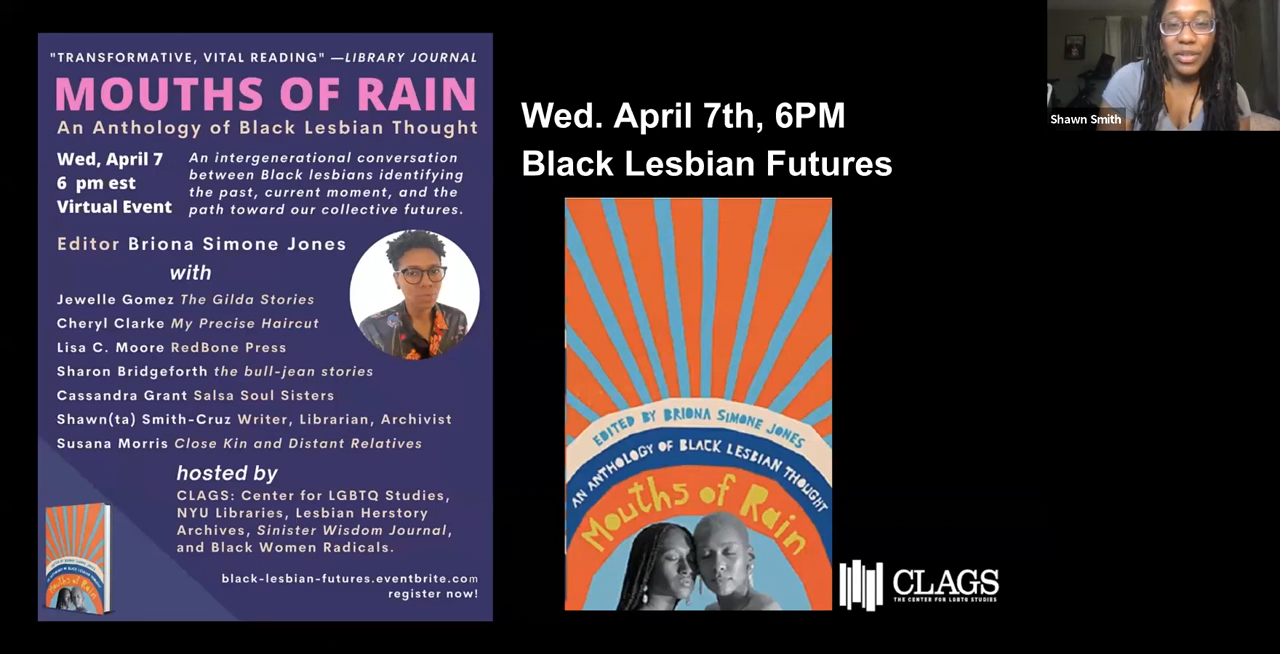 "TRANSFORMATIVE, VITAL READING" —LIBRARY JOURNAL
MOUTHS OF RAIN
An Anthology of Black Lesbian Thought
Wed, April 7
6 pm est
Virtual Event
An intergenerational conversation
between Black lesbians identifying
the past, current moment, and the
path toward our collective futures.
Editor Briona Simone Jones
with
Jewelle Gomez The Gilda Stories
Cheryl Clarke My Precise Haircut
Lisa C. Moore RedBone Press
Sharon Bridgeforth the bull-jean stories
Cassandra Grant Salsa Soul Sisters
Shawn(ta) Smith-Cruz Writer, Librarian, Archivist
Susana Morris Close Kin and Distant Relatives
hosted by
CLAGS: Center for LGBTQ Studies,
NYU Libraries, Lesbian Herstory
Archives, Sinister Wisdom Journal,
and Black Women Radicals.
black-lesbian-futures.eventbrite.com
register now!
Mouths of Rain
Wed. April 7th, 6PM
Black Lesbian Futures
EDITED BY BRIONA SIMONE JONES
AN ANTHOLOGY OF BLACK LESBIAN THOUGHT
Mouths of Rain
CLAGS
THE CENTER FOR LGBTQ STUDIES
Shawn Smith